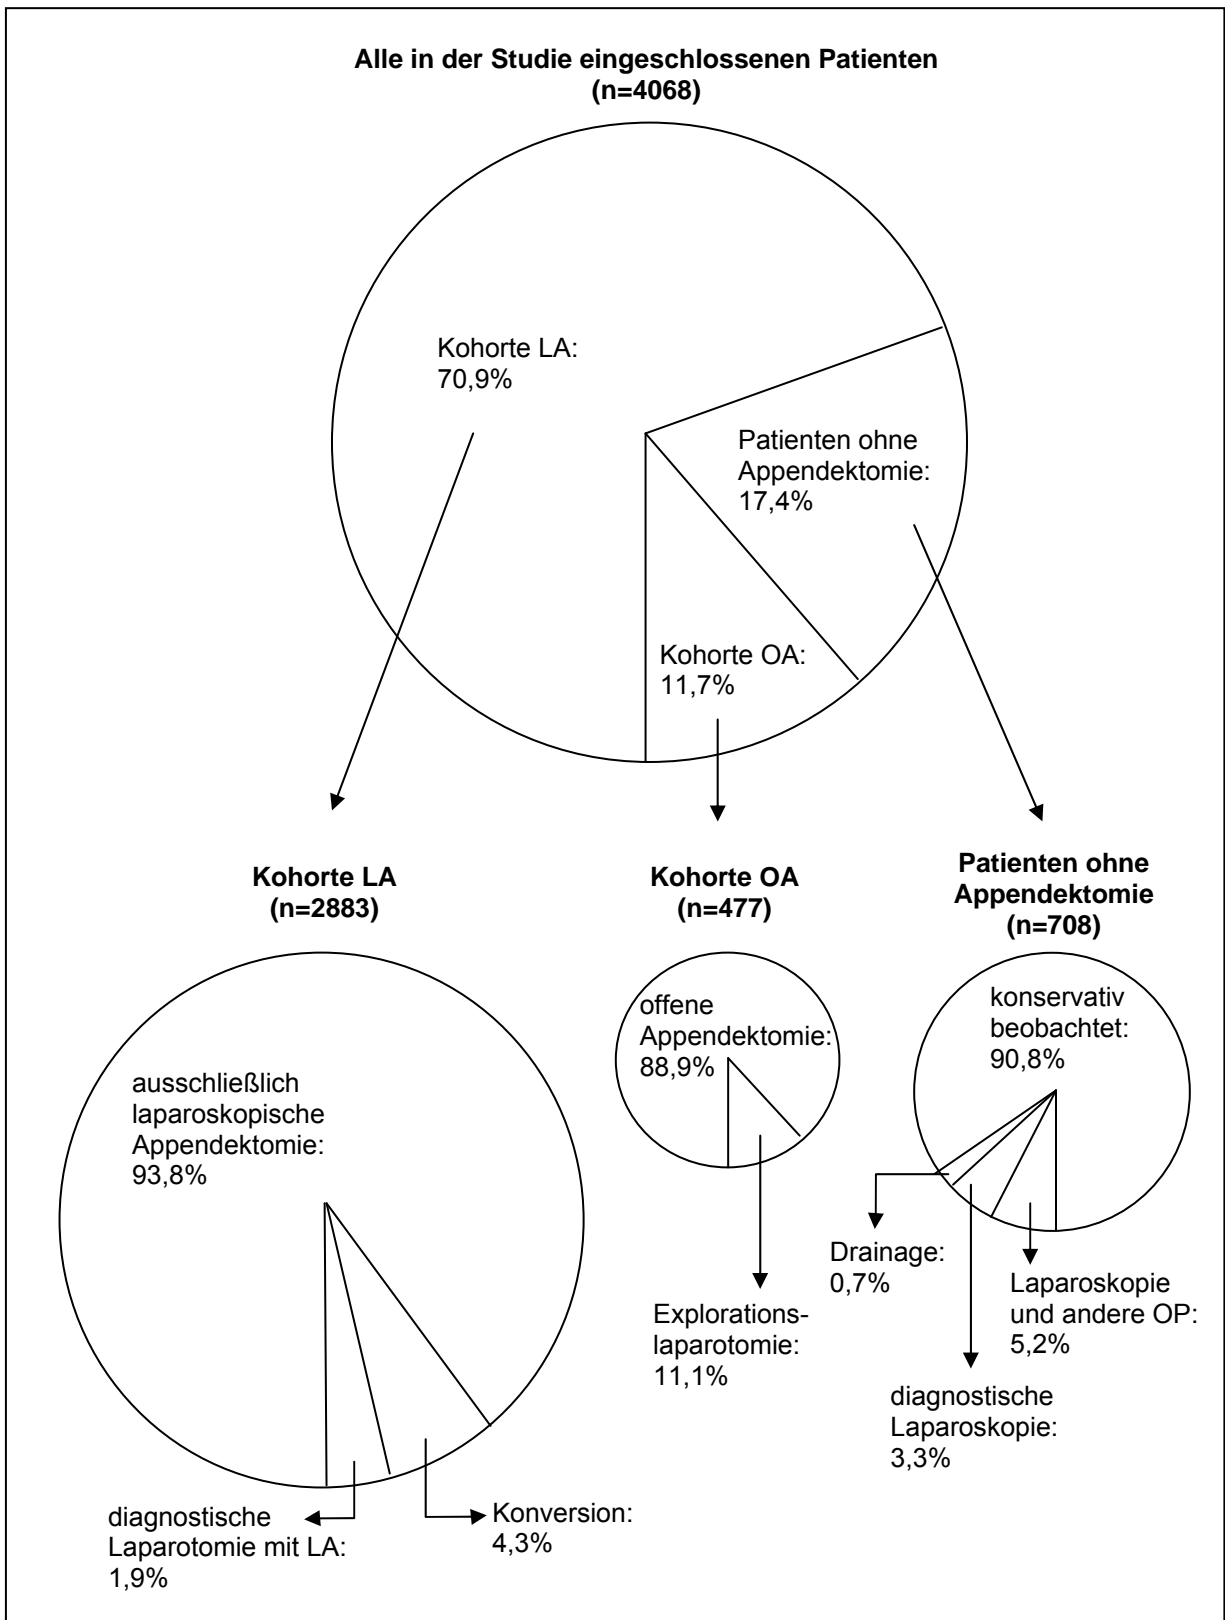 Alle in der Studie eingeschlossenen Patienten
(n=4068)
Kohorte LA:
70,9%
Patienten ohne
Appendektomie:
17,4%
Kohorte OA:
11,7%
Kohorte LA
(n=2883)
Kohorte OA
(n=477)
Patienten ohne
Appendektomie
(n=708)
ausschließlich
laparoskopische
Appendektomie:
93,8%
offene
Appendektomie:
88,9%
konservativ
beobachtet:
90,8%
Drainage:
0,7%
Laparoskopie
und andere OP:
5,2%
Explorations-
laparotomie:
11,1%
diagnostische
Laparoskopie:
3,3%
diagnostische
Laparotomie mit LA:
1,9%
Konversion:
4,3%